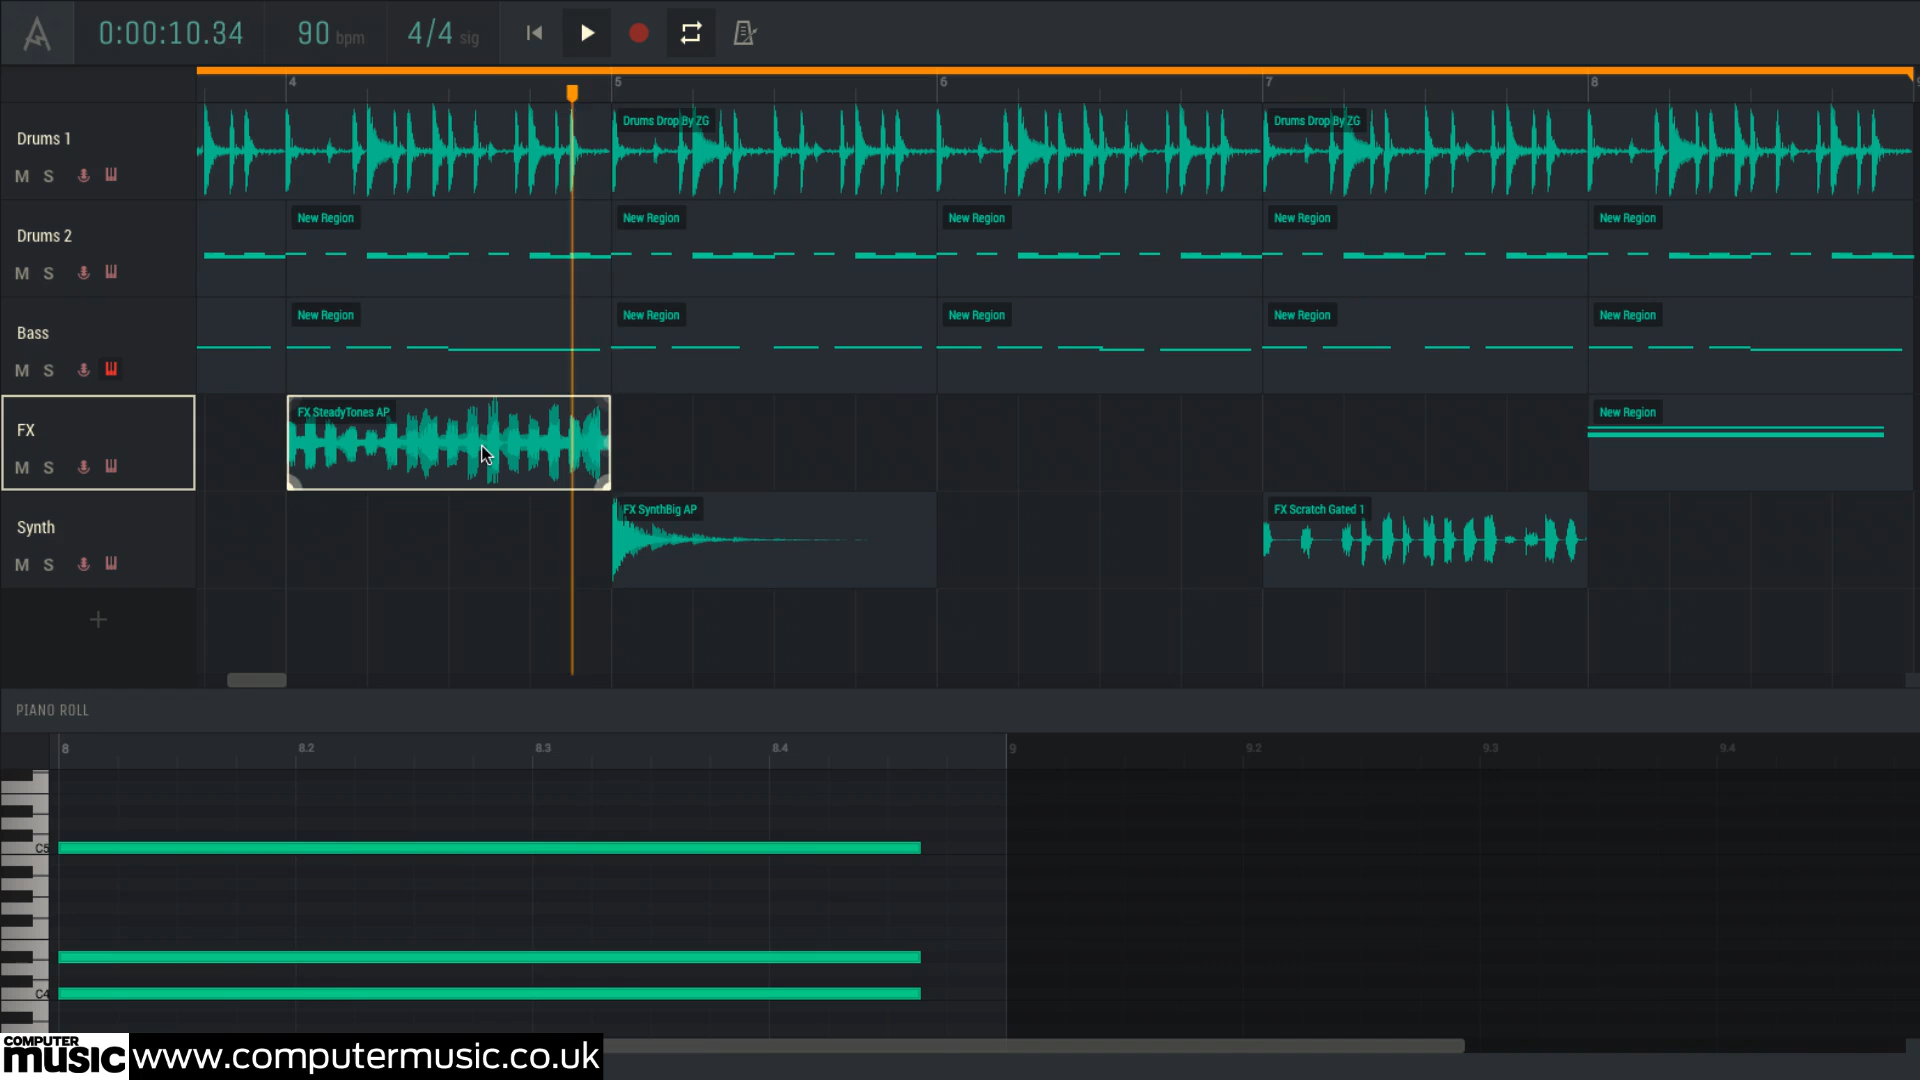 0:00:10.34 90 bpm 4/4 sig
4 5 6 7 8
Drums 1
Drums Drop By ZG
Drums Drop By ZG
M S
Drums 2
New Region
New Region
New Region
New Region
New Region
M S
Bass
New Region
New Region
New Region
New Region
New Region
M S
FX
FX SteadyTones AP
New Region
M S
Synth
FX SynthBig AP
FX Scratch Gated 1
M S
PIANO ROLL
8 8.2 8.3 8.4 9 9.2 9.3 9.4
C5
C4
COMPUTER
music www.computermusic.co.uk